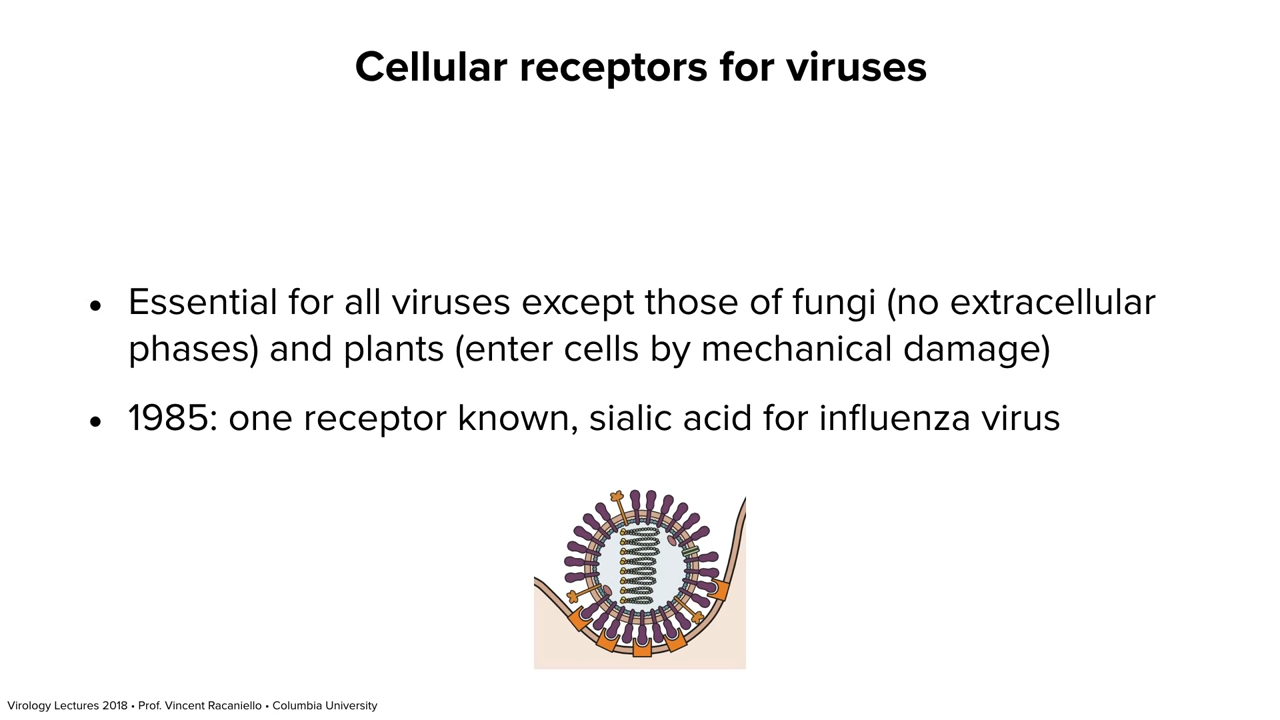 Cellular receptors for viruses
• Essential for all viruses except those of fungi (no extracellular
phases) and plants (enter cells by mechanical damage)
• 1985: one receptor known, sialic acid for influenza virus
Virology Lectures 2018 • Prof. Vincent Racaniello • Columbia University